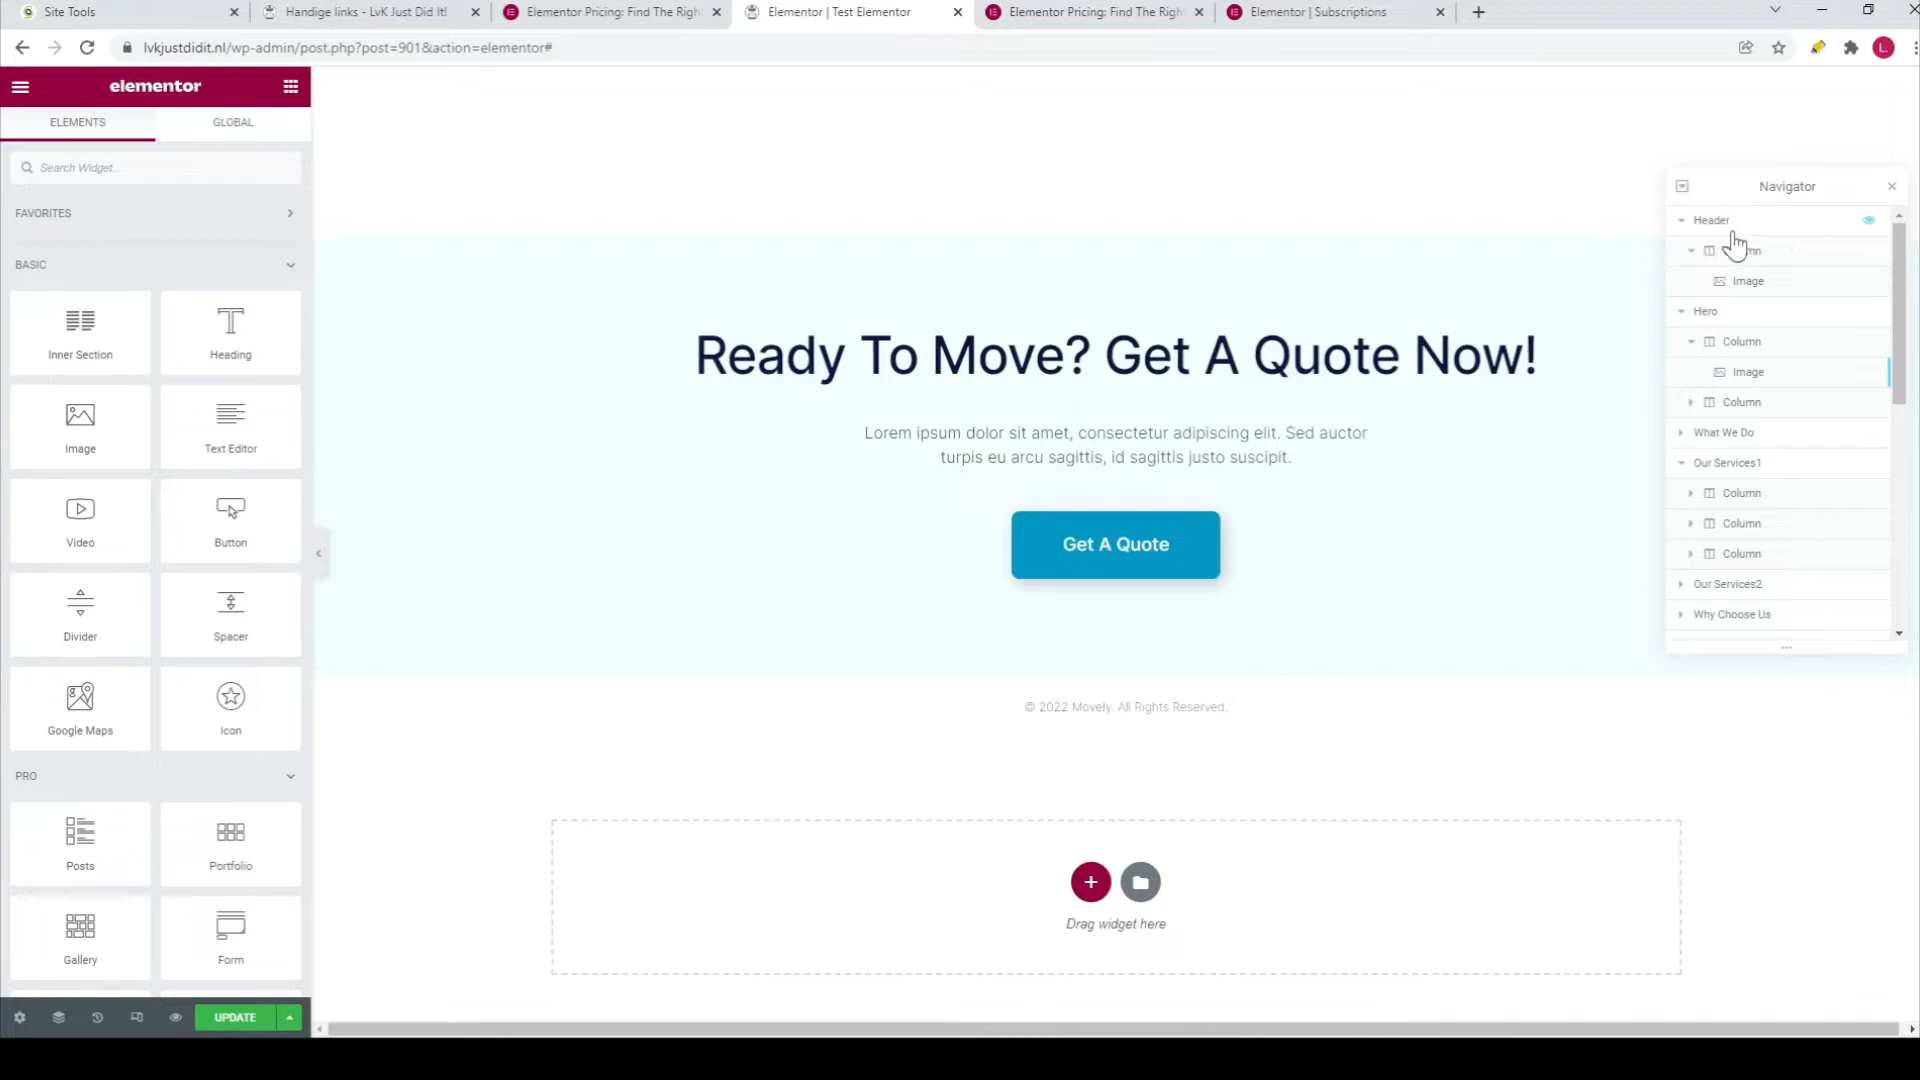 Site Tools
Handige links - LvK Just Did It!
Elementor Pricing: Find The Righ
Elementor | Test Elementor
Elementor Pricing: Find The Righ
Elementor | Subscriptions
lvkjustdidit.nl/wp-admin/post.php?post=901&action=elementor#
L
elementor
ELEMENTS
GLOBAL
Search Widget...
FAVORITES
BASIC
Inner Section
Heading
Image
Text Editor
Video
Button
Divider
Spacer
Google Maps
Icon
PRO
Posts
Portfolio
Gallery
Form
UPDATE
Ready To Move? Get A Quote Now!
Lorem ipsum dolor sit amet, consectetur adipiscing elit. Sed auctor
turpis eu arcu sagittis, id sagittis justo suscipit.
Get A Quote
© 2022 Movely. All Rights Reserved.
Drag widget here
Navigator
Header
Image
Hero
Column
Image
Column
What We Do
Our Services1
Column
Column
Column
Our Services2
Why Choose Us